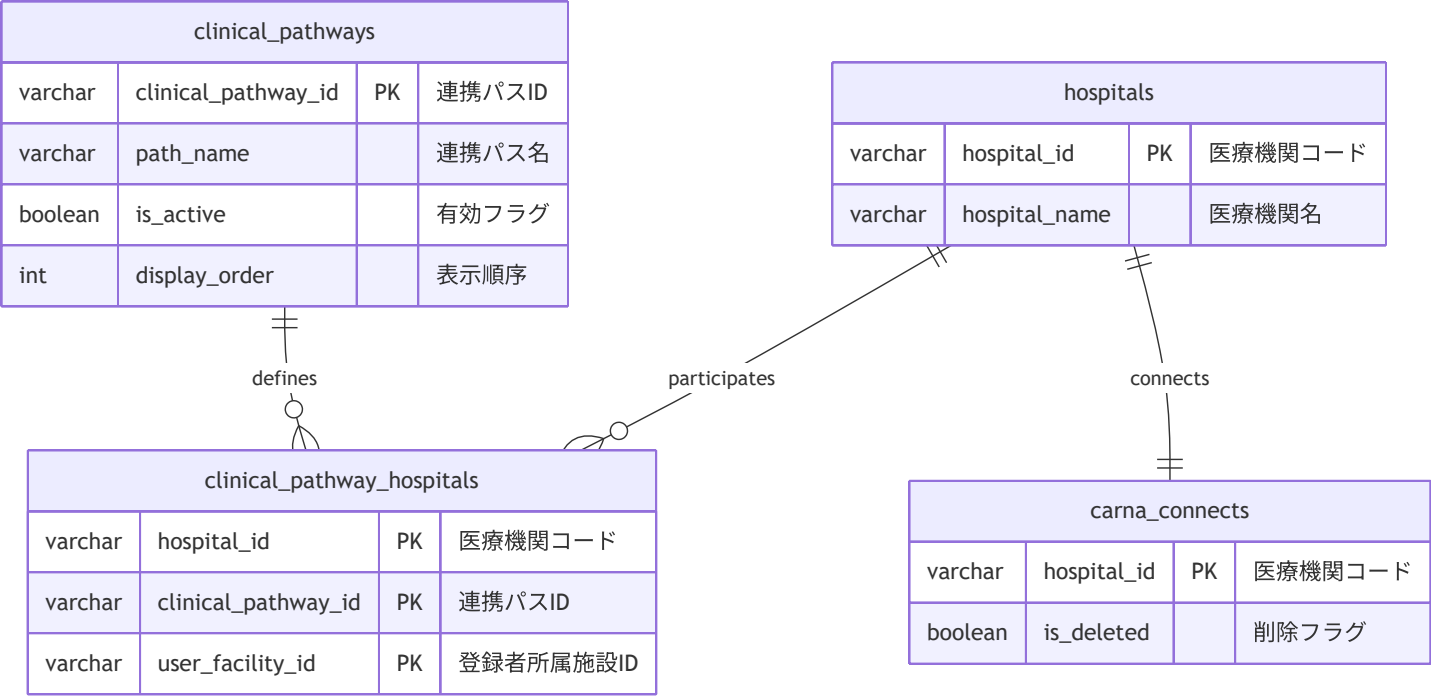 clinical_pathways
varchar clinical_pathway_id PK 連携パスID
varchar path_name 連携パス名
boolean is_active 有効フラグ
int display_order 表示順序
hospitals
varchar hospital_id PK 医療機関コード
varchar hospital_name 医療機関名
defines
participates
connects
clinical_pathway_hospitals
varchar hospital_id PK 医療機関コード
varchar clinical_pathway_id PK 連携パスID
varchar user_facility_id PK 登録者所属施設ID
carna_connects
varchar hospital_id PK 医療機関コード
boolean is_deleted 削除フラグ